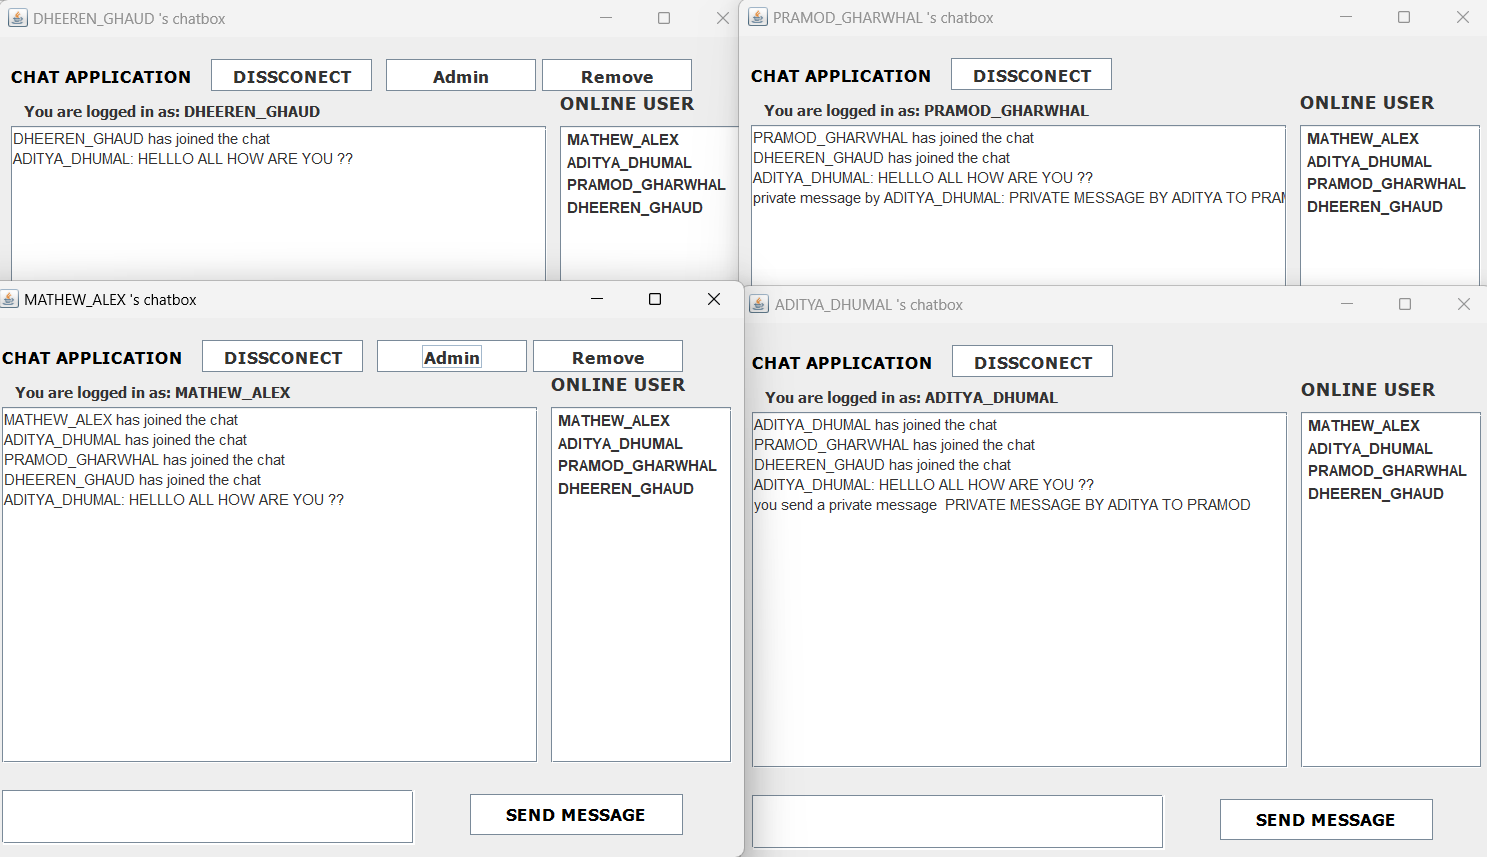 DHEEREN_GHAUD 's chatbox
CHAT APPLICATION DISSCONECT Admin Remove
You are logged in as: DHEEREN_GHAUD
ONLINE USER
DHEEREN_GHAUD has joined the chat
ADITYA_DHUMAL: HELLLO ALL HOW ARE YOU ??
MATHEW_ALEX
ADITYA_DHUMAL
PRAMOD_GHARWHAL
DHEEREN_GHAUD
PRAMOD_GHARWHAL 's chatbox
CHAT APPLICATION DISSCONECT
You are logged in as: PRAMOD_GHARWHAL
ONLINE USER
PRAMOD_GHARWHAL has joined the chat
DHEEREN_GHAUD has joined the chat
ADITYA_DHUMAL: HELLLO ALL HOW ARE YOU ??
private message by ADITYA_DHUMAL: PRIVATE MESSAGE BY ADITYA TO PRAM
MATHEW_ALEX
ADITYA_DHUMAL
PRAMOD_GHARWHAL
DHEEREN_GHAUD
MATHEW_ALEX 's chatbox
CHAT APPLICATION DISSCONECT Admin Remove
You are logged in as: MATHEW_ALEX
ONLINE USER
MATHEW_ALEX has joined the chat
ADITYA_DHUMAL has joined the chat
PRAMOD_GHARWHAL has joined the chat
DHEEREN_GHAUD has joined the chat
ADITYA_DHUMAL: HELLLO ALL HOW ARE YOU ??
MATHEW_ALEX
ADITYA_DHUMAL
PRAMOD_GHARWHAL
DHEEREN_GHAUD
SEND MESSAGE
ADITYA_DHUMAL 's chatbox
CHAT APPLICATION DISSCONECT
You are logged in as: ADITYA_DHUMAL
ONLINE USER
ADITYA_DHUMAL has joined the chat
PRAMOD_GHARWHAL has joined the chat
DHEEREN_GHAUD has joined the chat
ADITYA_DHUMAL: HELLLO ALL HOW ARE YOU ??
you send a private message  PRIVATE MESSAGE BY ADITYA TO PRAMOD
MATHEW_ALEX
ADITYA_DHUMAL
PRAMOD_GHARWHAL
DHEEREN_GHAUD
SEND MESSAGE